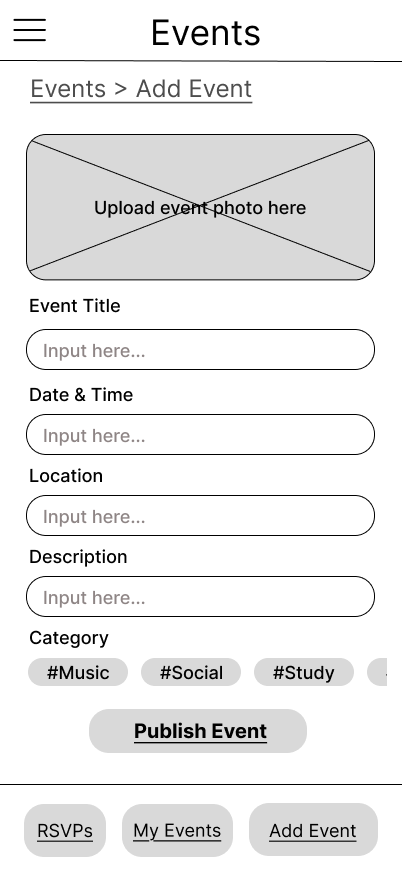 Events
Events > Add Event
Upload event photo here
Event Title
Input here...
Date & Time
Input here...
Location
Input here...
Description
Input here...
Category
#Music #Social #Study
Publish Event
RSVPs My Events Add Event